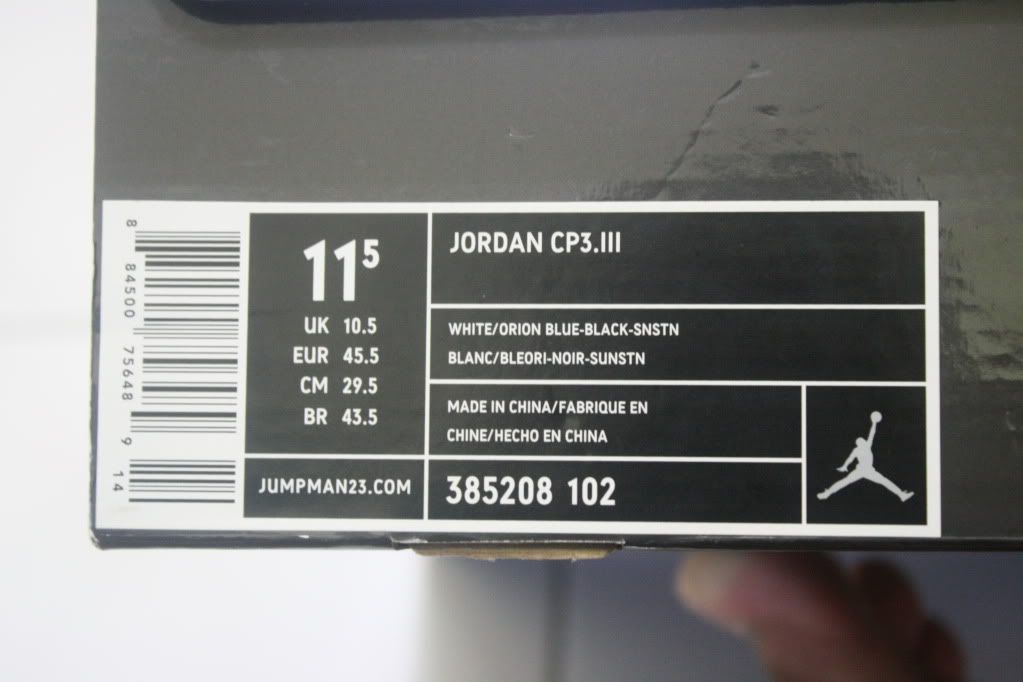 8
84500
75648
9
14
11⁵
UK 10.5
EUR 45.5
CM 29.5
BR 43.5
JUMPMAN23.COM
JORDAN CP3.III
WHITE/ORION BLUE-BLACK-SNSTN
BLANC/BLEORI-NOIR-SUNSTN
MADE IN CHINA/FABRIQUE EN
CHINE/HECHO EN CHINA
385208 102